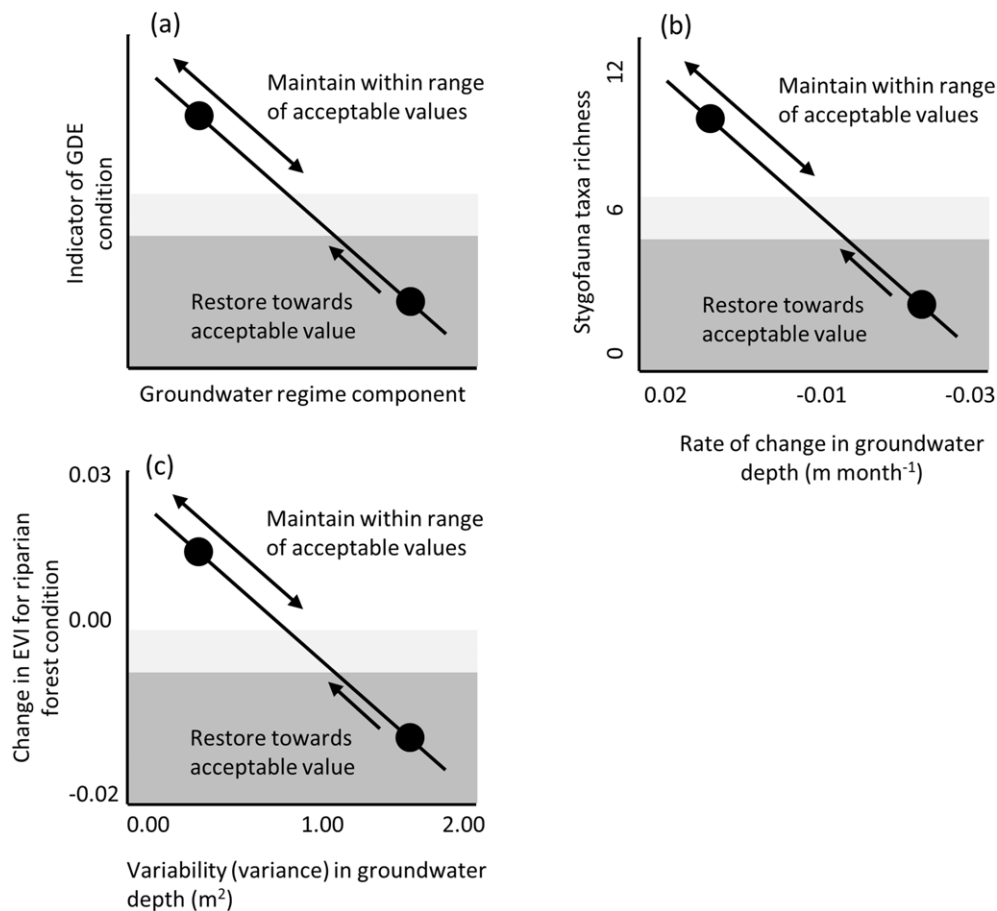 (a)
Maintain within range
of acceptable values
Indicator of GDE
condition
Restore towards
acceptable value
Groundwater regime component
(b)
12
Maintain within range
of acceptable values
Stygofauna taxa richness
6
Restore towards
acceptable value
0
0.02 -0.01 -0.03
Rate of change in groundwater
depth (m month⁻¹)
(c)
0.03
Maintain within range
of acceptable values
Change in EVI for riparian
forest condition
0.00
Restore towards
acceptable value
-0.02
0.00 1.00 2.00
Variability (variance) in groundwater
depth (m²)